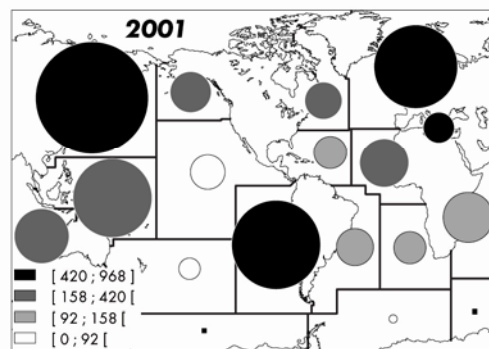 2001
[ 420 ; 968 ]
[ 158 ; 420 [
[ 92 ; 158 [
[ 0 ; 92 [